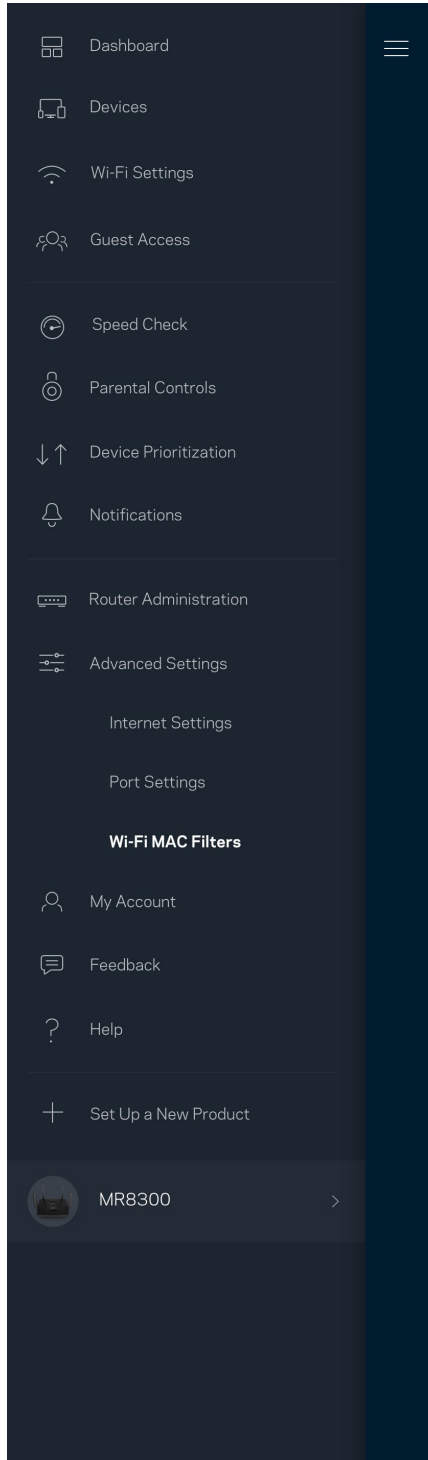 Dashboard
Devices
Wi-Fi Settings
Guest Access
Speed Check
Parental Controls
Device Prioritization
Notifications
Router Administration
Advanced Settings
Internet Settings
Port Settings
Wi-Fi MAC Filters
My Account
Feedback
Help
Set Up a New Product
MR8300